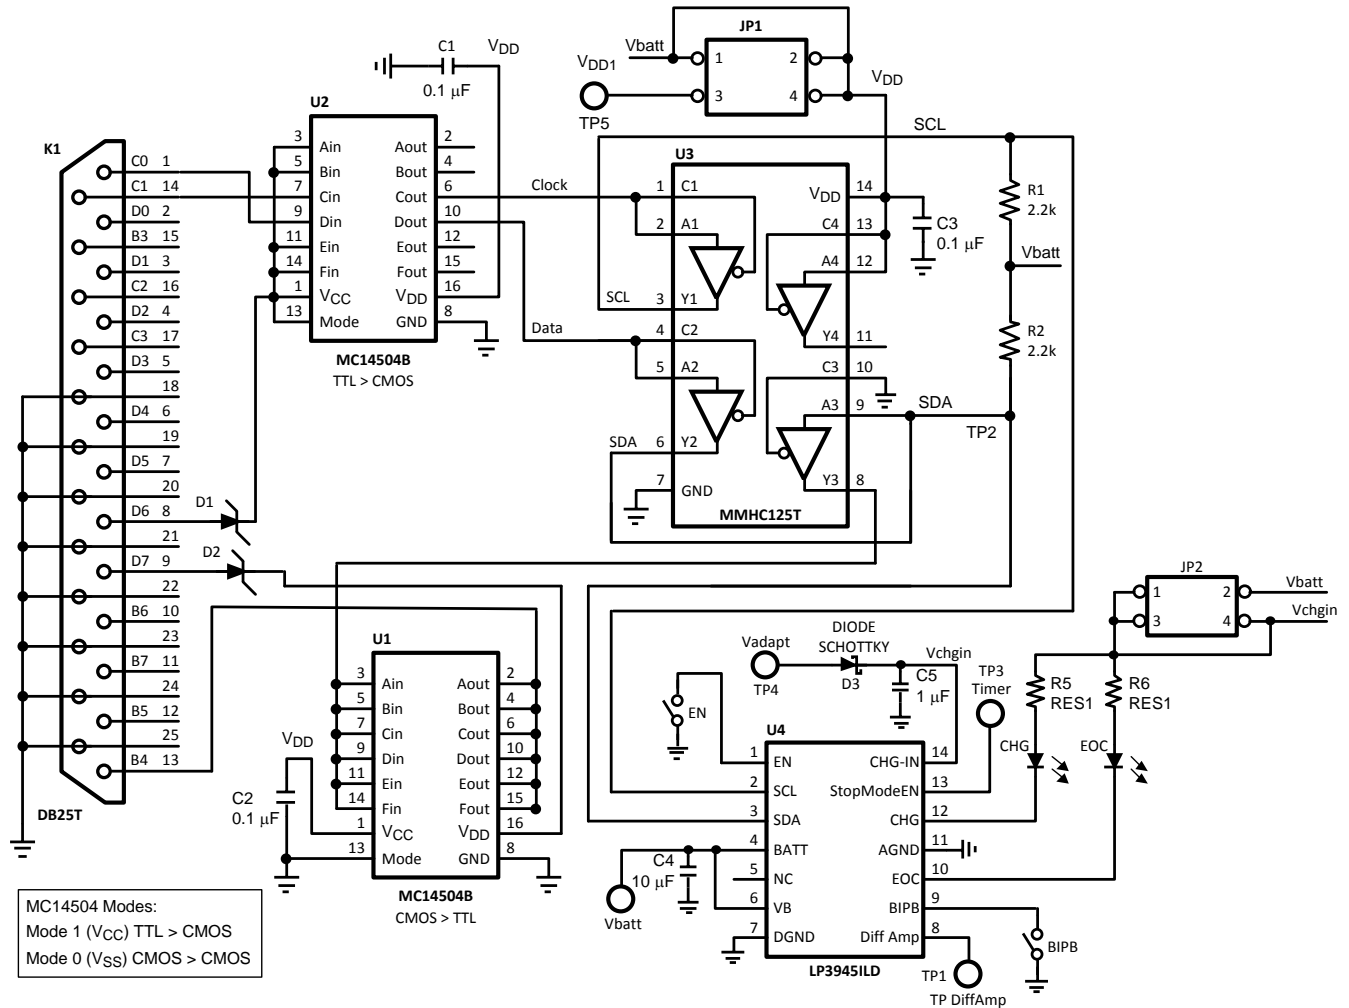 JP1
Vbatt
1 2
3 4
VDD1
TP5
VDD
C1
0.1 µF
VDD
SCL
U2
3 Ain Aout 2
5 Bin Bout 4
7 Cin Cout 6
9 Din Dout 10
11 Ein Eout 12
14 Fin Fout 15
1 VCC VDD 16
13 Mode GND 8
MC14504B
TTL > CMOS
Clock
Data
K1
C0 1
C1 14
D0 2
B3 15
D1 3
C2 16
D2 4
C3 17
D3 5
18
D4 6
19
D5 7
20
D6 8
21
D7 9
22
B6 10
23
B7 11
24
B5 12
25
B4 13
DB25T
D1
D2
U3
1 C1 VDD 14
2 A1 C4 13
A4 12
SCL 3 Y1
4 C2 Y4 11
5 A2 C3 10
A3 9
SDA 6 Y2
7 GND Y3 8
MMHC125T
C3
0.1 µF
R1
2.2k
Vbatt
R2
2.2k
SDA
TP2
JP2
1 2
3 4
Vbatt
Vchgin
U1
3 Ain Aout 2
5 Bin Bout 4
7 Cin Cout 6
9 Din Dout 10
11 Ein Eout 12
14 Fin Fout 15
1 VCC VDD 16
13 Mode GND 8
MC14504B
CMOS > TTL
VDD
C2
0.1 µF
DIODE
SCHOTTKY
Vadapt
TP4
D3
Vchgin
C5
1 µF
TP3
Timer
R5
RES1
R6
RES1
CHG
EOC
EN
U4
1 EN CHG-IN 14
2 SCL StopModeEN 13
3 SDA CHG 12
4 BATT AGND 11
5 NC EOC 10
6 VB BIPB 9
7 DGND Diff Amp 8
LP3945ILD
C4
10 µF
Vbatt
BIPB
TP1
TP DiffAmp
MC14504 Modes:
Mode 1 (VCC) TTL > CMOS
Mode 0 (VSS) CMOS > CMOS